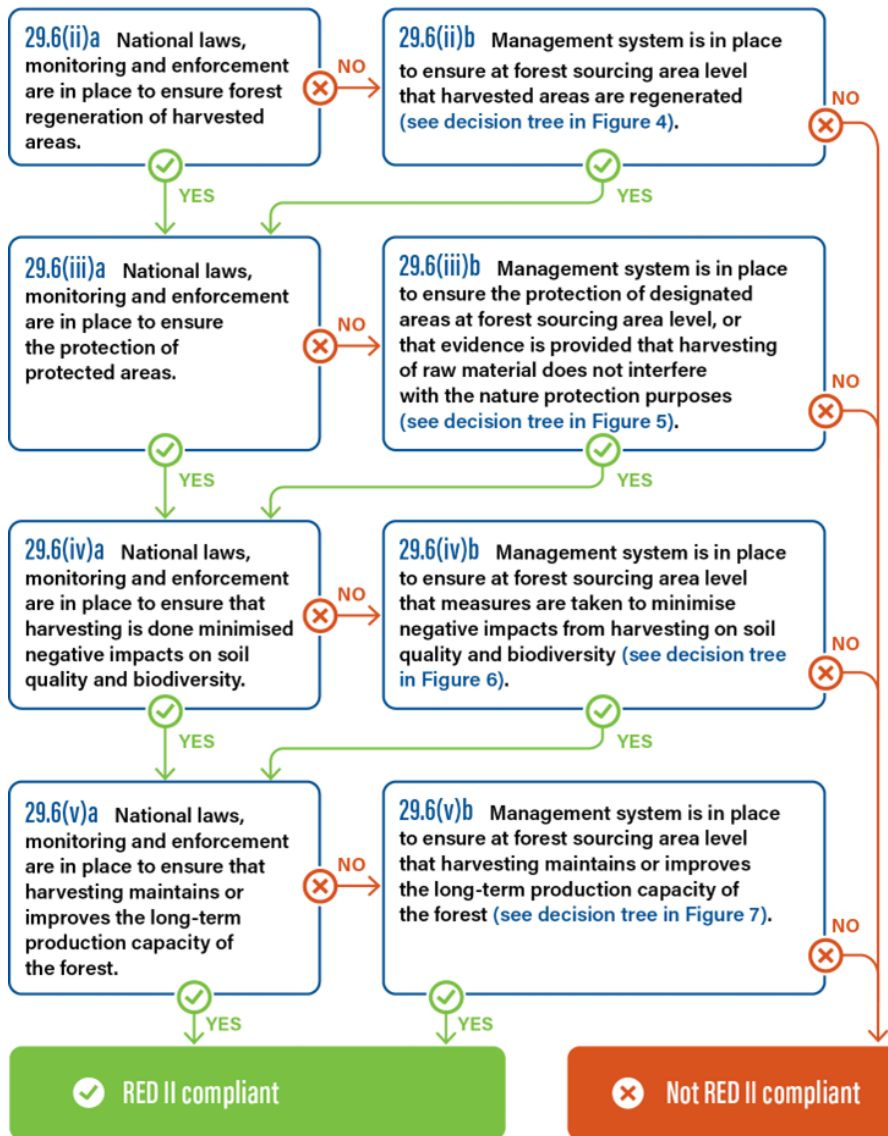 29.6(ii)a National laws,
monitoring and enforcement
are in place to ensure forest
regeneration of harvested
areas.
NO
29.6(ii)b Management system is in place
to ensure at forest sourcing area level
that harvested areas are regenerated
(see decision tree in Figure 4).
NO
YES
YES
29.6(iii)a National laws,
monitoring and enforcement
are in place to ensure
the protection of
protected areas.
NO
29.6(iii)b Management system is in place
to ensure the protection of designated
areas at forest sourcing area level, or
that evidence is provided that harvesting
of raw material does not interfere
with the nature protection purposes
(see decision tree in Figure 5).
NO
YES
YES
29.6(iv)a National laws,
monitoring and enforcement
are in place to ensure that
harvesting is done minimised
negative impacts on soil
quality and biodiversity.
NO
29.6(iv)b Management system is in place
to ensure at forest sourcing area level
that measures are taken to minimise
negative impacts from harvesting on soil
quality and biodiversity (see decision tree
in Figure 6).
NO
YES
YES
29.6(v)a National laws,
monitoring and enforcement
are in place to ensure that
harvesting maintains or
improves the long-term
production capacity of
the forest.
NO
29.6(v)b Management system is in place
to ensure at forest sourcing area level
that harvesting maintains or improves
the long-term production capacity of
the forest (see decision tree in Figure 7).
NO
YES
YES
RED II compliant
Not RED II compliant